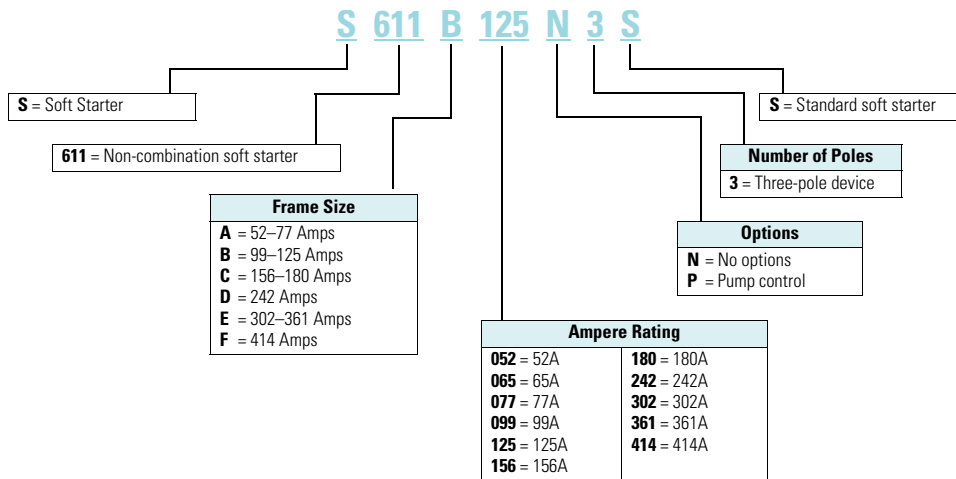 S 611 B 125 N 3 S
S = Soft Starter
S = Standard soft starter
611 = Non-combination soft starter
Number of Poles
3 = Three-pole device
Frame Size
A = 52–77 Amps
B = 99–125 Amps
C = 156–180 Amps
D = 242 Amps
E = 302–361 Amps
F = 414 Amps
Options
N = No options
P = Pump control
Ampere Rating
052 = 52A
065 = 65A
077 = 77A
099 = 99A
125 = 125A
156 = 156A
180 = 180A
242 = 242A
302 = 302A
361 = 361A
414 = 414A